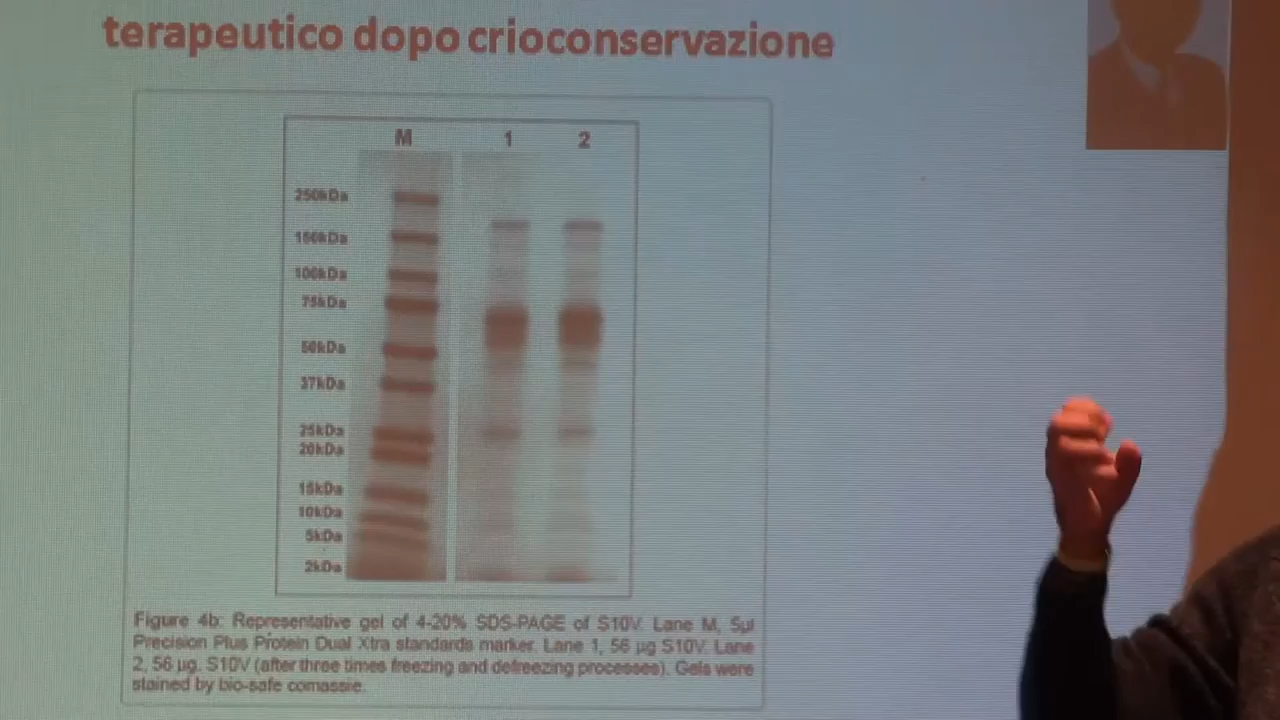 terapeutico dopo crioconservazione
M 1 2
250kDa
150kDa
100kDa
75kDa
50kDa
37kDa
25kDa
20kDa
15kDa
10kDa
5kDa
2kDa
Figure 4b: Representative gel of 4-20% SDS-PAGE of S10V. Lane M, 5µl
Precision Plus Protein Dual Xtra standards marker. Lane 1, 56 µg S10V. Lane
2, 56 µg. S10V (after three times freezing and defreezing processes). Gels were
stained by bio-safe comassie.